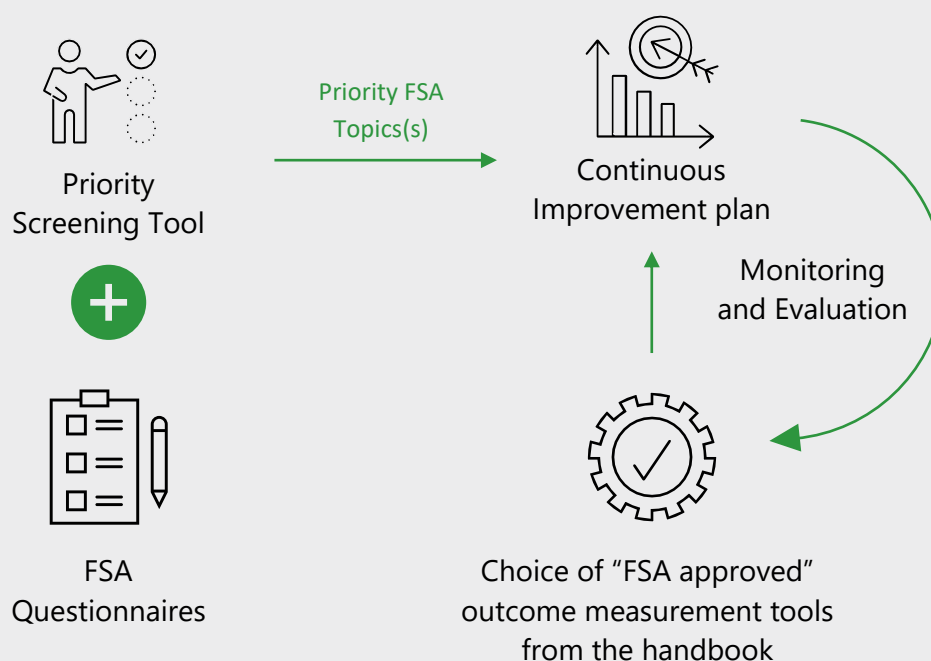 Priority FSA
Topics(s)
Priority
Screening Tool
Continuous
Improvement plan
Monitoring
and Evaluation
FSA
Questionnaires
Choice of “FSA approved”
outcome measurement tools
from the handbook